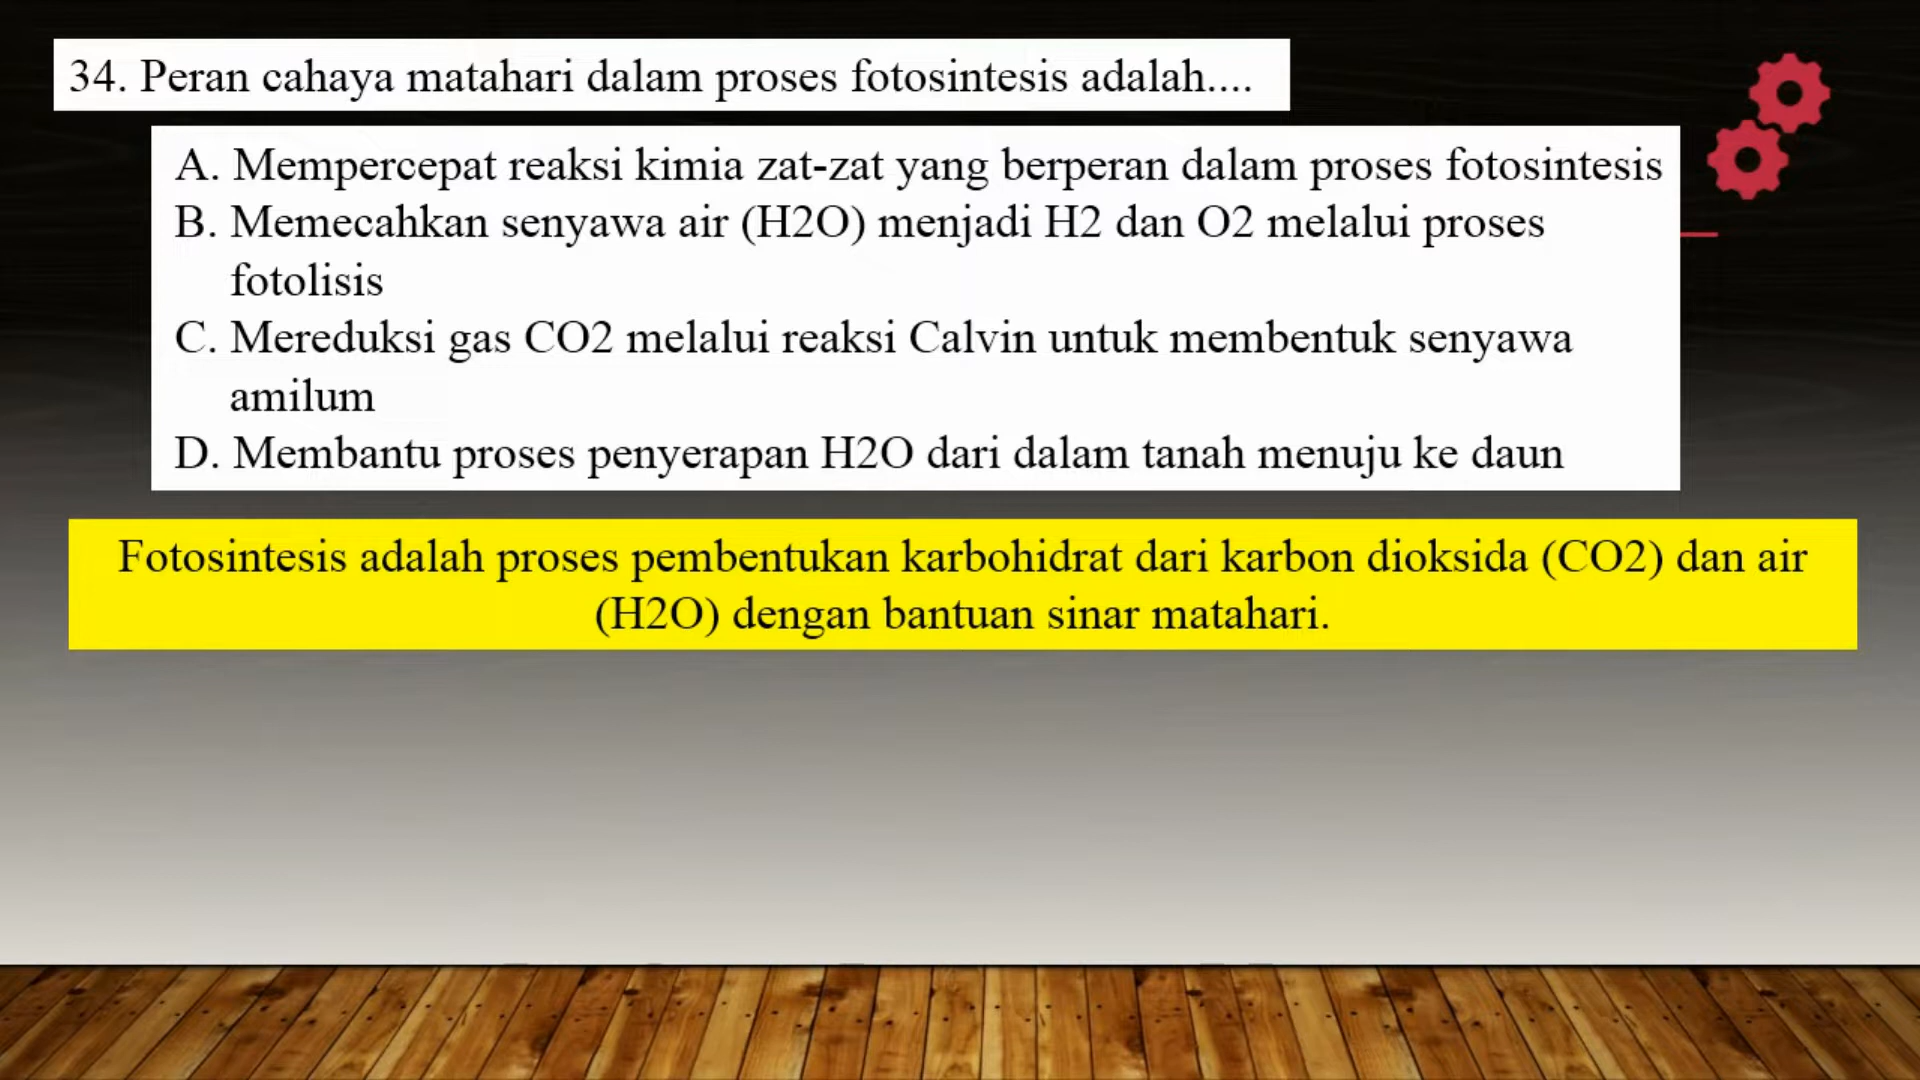 34. Peran cahaya matahari dalam proses fotosintesis adalah....
A. Mempercepat reaksi kimia zat-zat yang berperan dalam proses fotosintesis
B. Memecahkan senyawa air (H2O) menjadi H2 dan O2 melalui proses
fotolisis
C. Mereduksi gas CO2 melalui reaksi Calvin untuk membentuk senyawa
amilum
D. Membantu proses penyerapan H2O dari dalam tanah menuju ke daun
Fotosintesis adalah proses pembentukan karbohidrat dari karbon dioksida (CO2) dan air
(H2O) dengan bantuan sinar matahari.